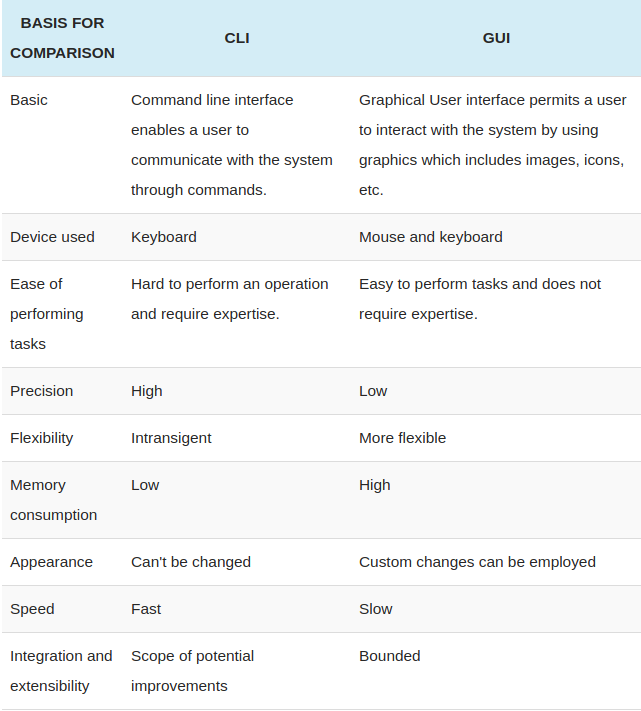 BASIS FOR COMPARISON CLI GUI
Basic
Command line interface
enables a user to
communicate with the system
through commands.
Graphical User interface permits a user
to interact with the system by using
graphics which includes images, icons,
etc.
Device used
Keyboard
Mouse and keyboard
Ease of
performing
tasks
Hard to perform an operation
and require expertise.
Easy to perform tasks and does not
require expertise.
Precision
High
Low
Flexibility
Intransigent
More flexible
Memory
consumption
Low
High
Appearance
Can't be changed
Custom changes can be employed
Speed
Fast
Slow
Integration and
extensibility
Scope of potential
improvements
Bounded